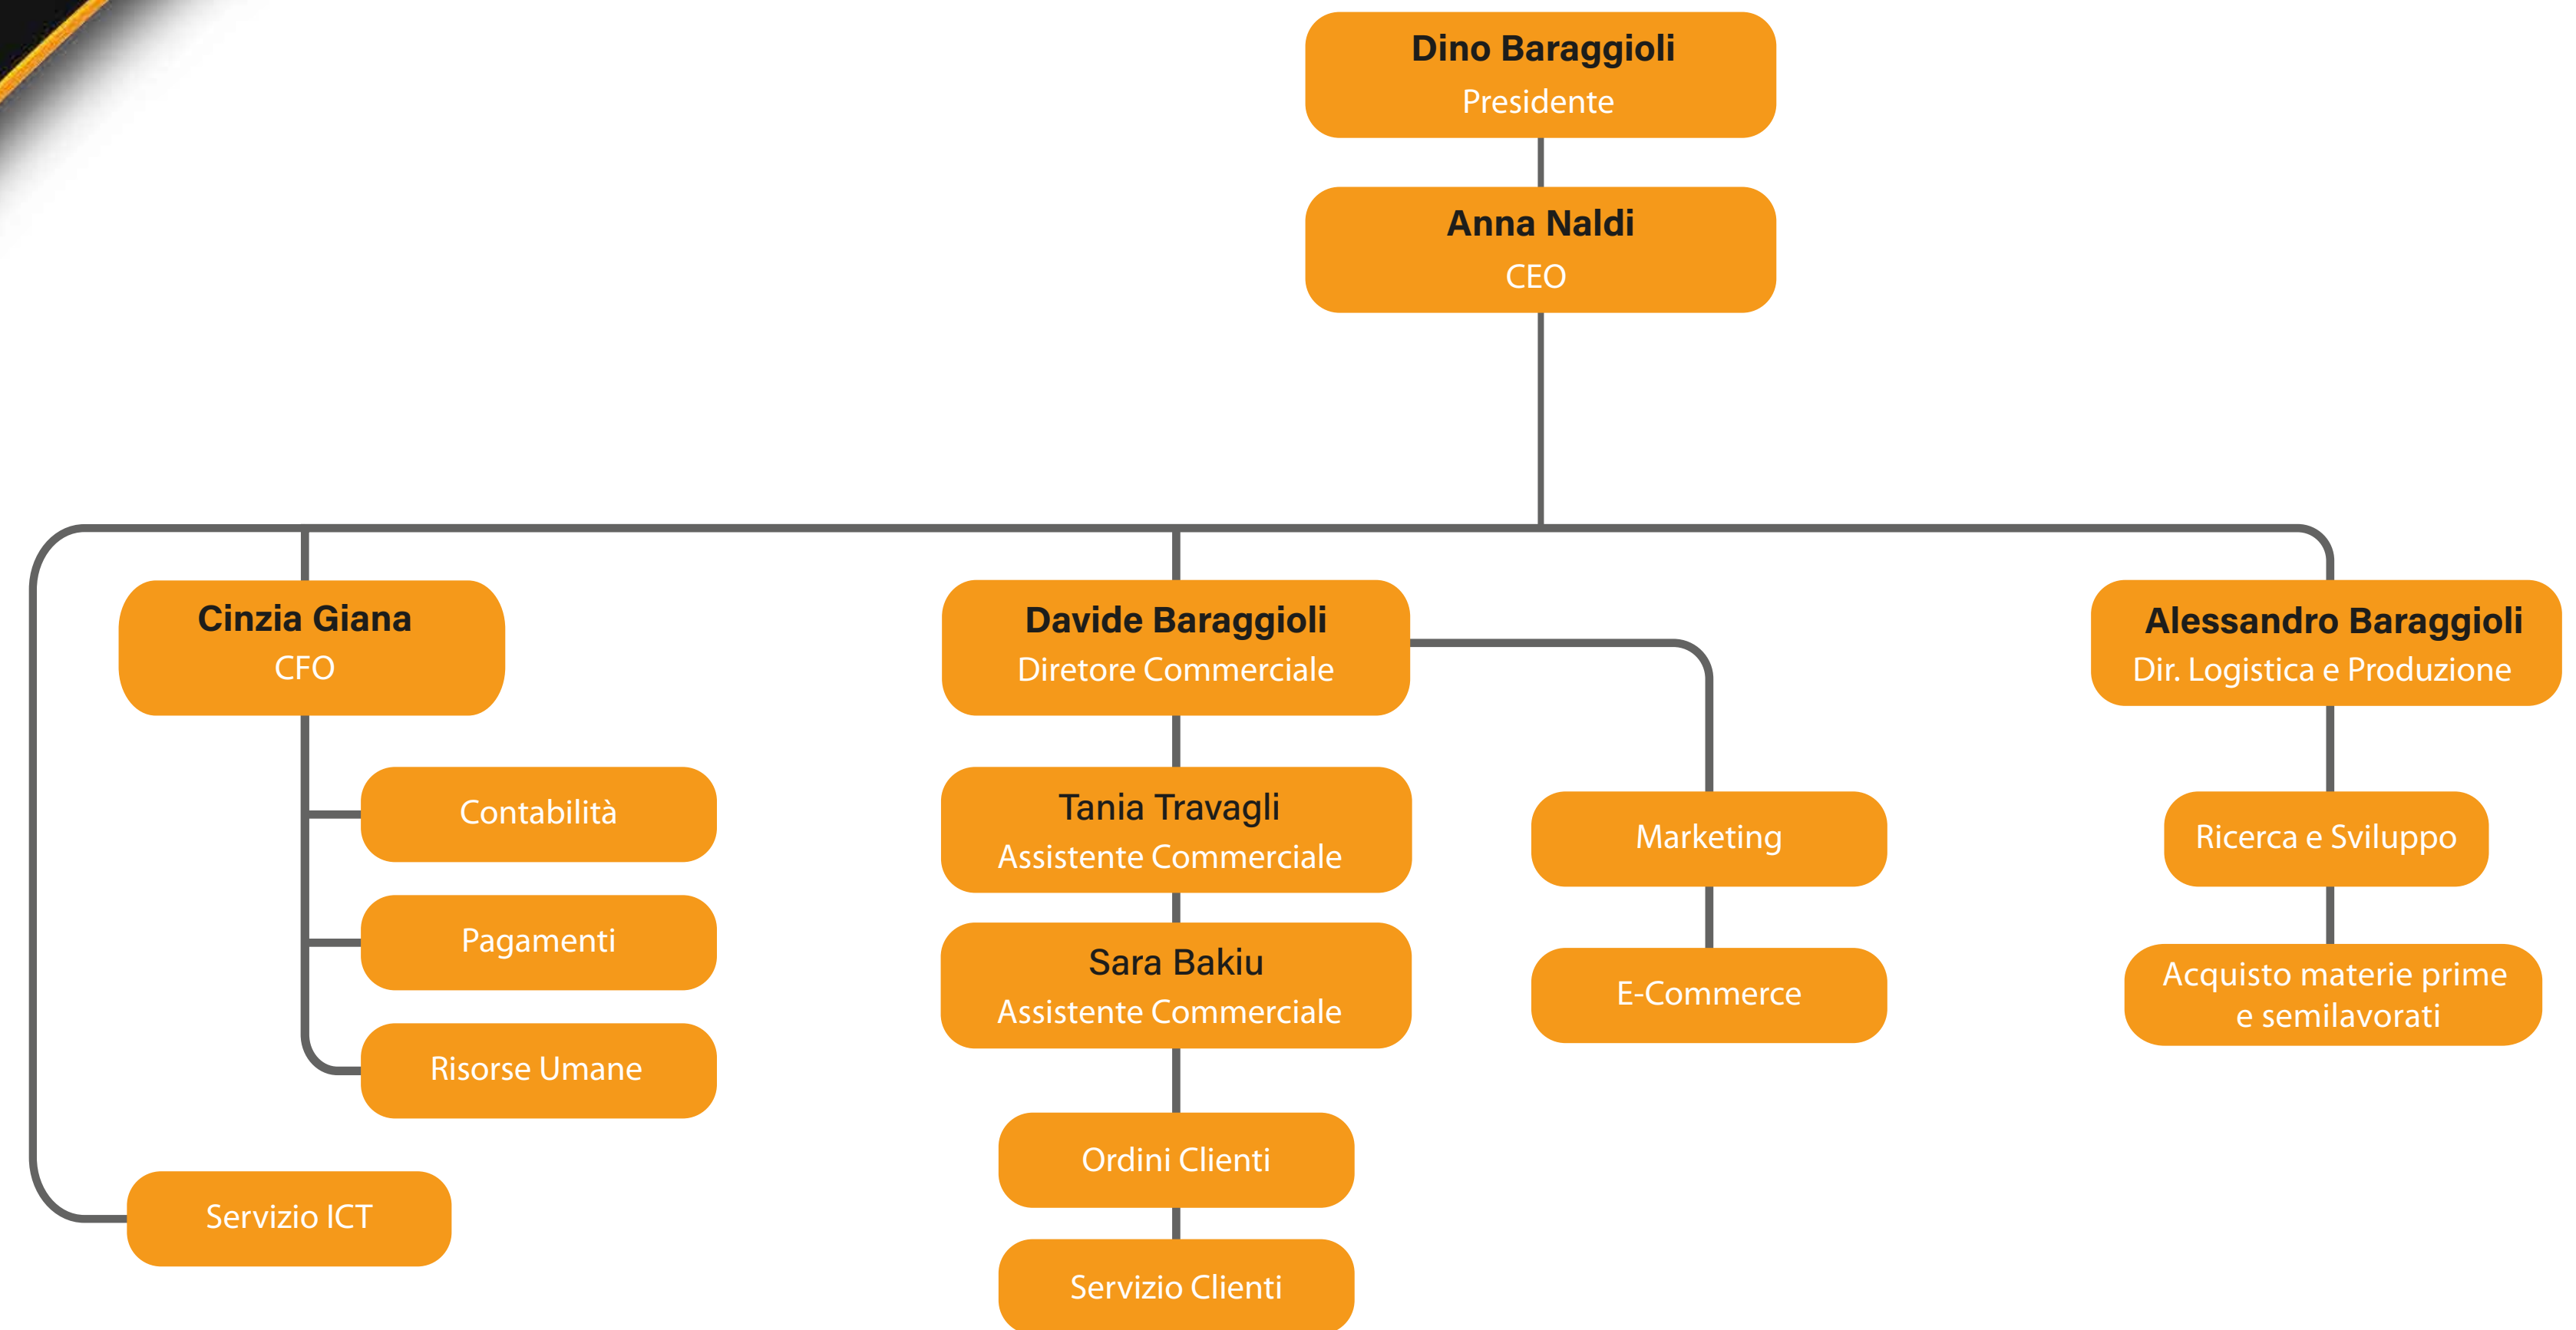 Dino Baraggioli
Presidente
Anna Naldi
CEO
Cinzia Giana
CFO
Contabilità
Pagamenti
Risorse Umane
Servizio ICT
Davide Baraggioli
Diretore Commerciale
Tania Travagli
Assistente Commerciale
Sara Bakiu
Assistente Commerciale
Ordini Clienti
Servizio Clienti
Marketing
E-Commerce
Alessandro Baraggioli
Dir. Logistica e Produzione
Ricerca e Sviluppo
Acquisto materie prime
e semilavorati